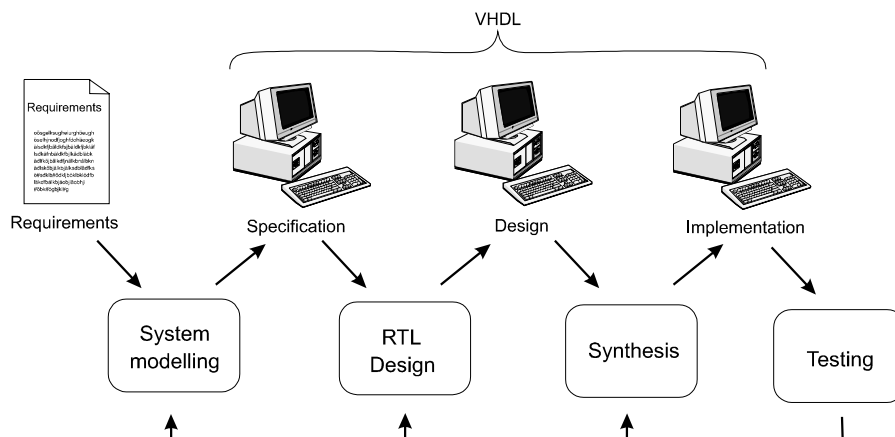 VHDL
Requirements
Requirements
Specification
Design
Implementation
System
modelling
RTL
Design
Synthesis
Testing